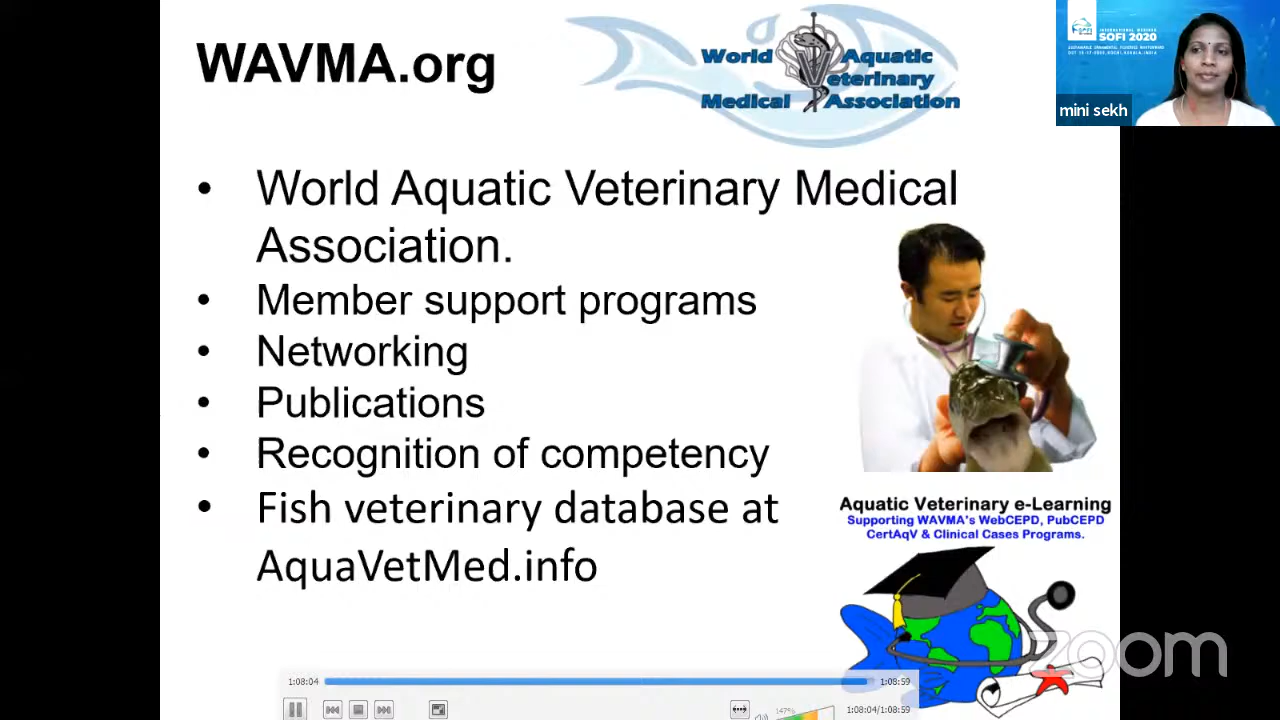 WAVMA.org
World Aquatic
Veterinary
Medical Association
SOFI 2020
mini sekh
• World Aquatic Veterinary Medical
Association.
• Member support programs
• Networking
• Publications
• Recognition of competency
• Fish veterinary database at
AquaVetMed.info
Aquatic Veterinary e-Learning
Supporting WAVMA's WebCEPD, PubCEPD
CertAqV & Clinical Cases Programs.
zoom
1:08:04
1:08:59
147%
1:08:04/1:08:59